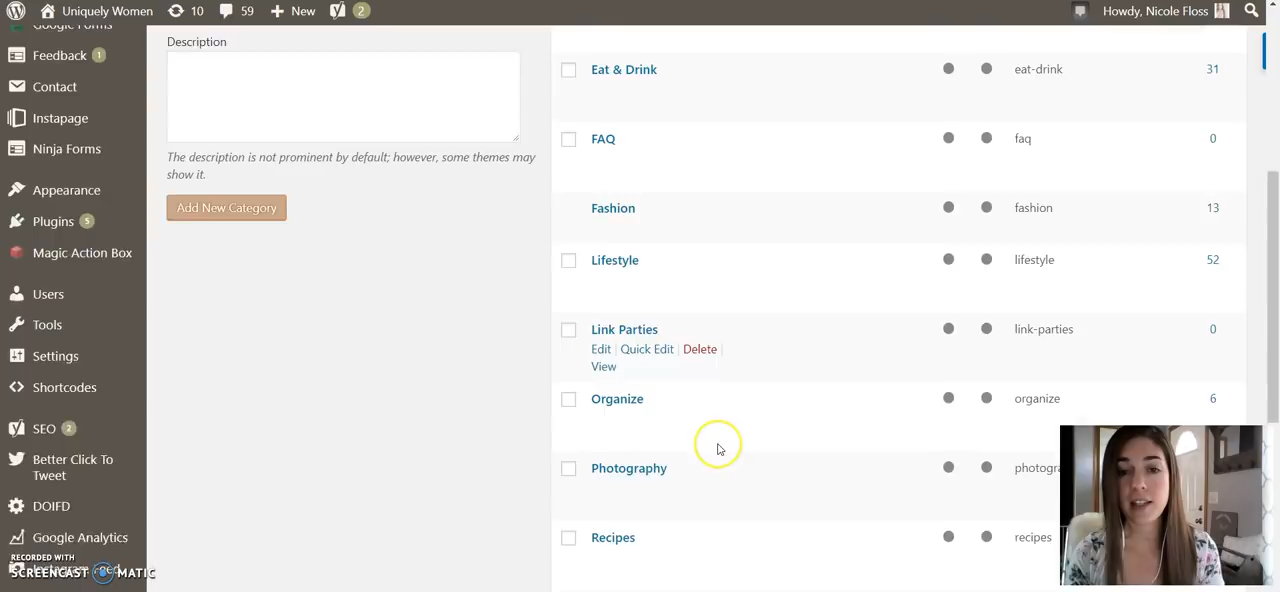 Uniquely Women 10 59 New 2 Howdy, Nicole Floss
Google Forms
Feedback 1
Contact
Instapage
Ninja Forms
Appearance
Plugins 5
Magic Action Box
Users
Tools
Settings
Shortcodes
SEO 2
Better Click To
Tweet
DOIFD
Google Analytics
RECORDED WITH
SCREENCAST MATIC
Description
The description is not prominent by default; however, some themes may
show it.
Add New Category
Eat & Drink eat-drink 31
FAQ faq 0
Fashion fashion 13
Lifestyle lifestyle 52
Link Parties link-parties 0
Edit | Quick Edit | Delete |
View
Organize organize 6
Photography photogra
Recipes recipes